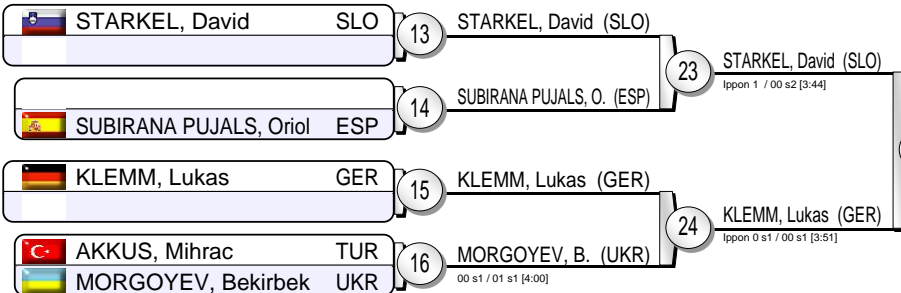 STARKEL, David SLO
13
STARKEL, David (SLO)
14
SUBIRANA PUJALS, Oriol ESP
SUBIRANA PUJALS, O. (ESP)
23
STARKEL, David (SLO)
Ippon 1 / 00 s2 [3:44]
KLEMM, Lukas GER
15
KLEMM, Lukas (GER)
AKKUS, Mihrac TUR
MORGOYEV, Bekirbek UKR
16
MORGOYEV, B. (UKR)
00 s1 / 01 s1 [4:00]
24
KLEMM, Lukas (GER)
Ippon 0 s1 / 00 s1 [3:51]